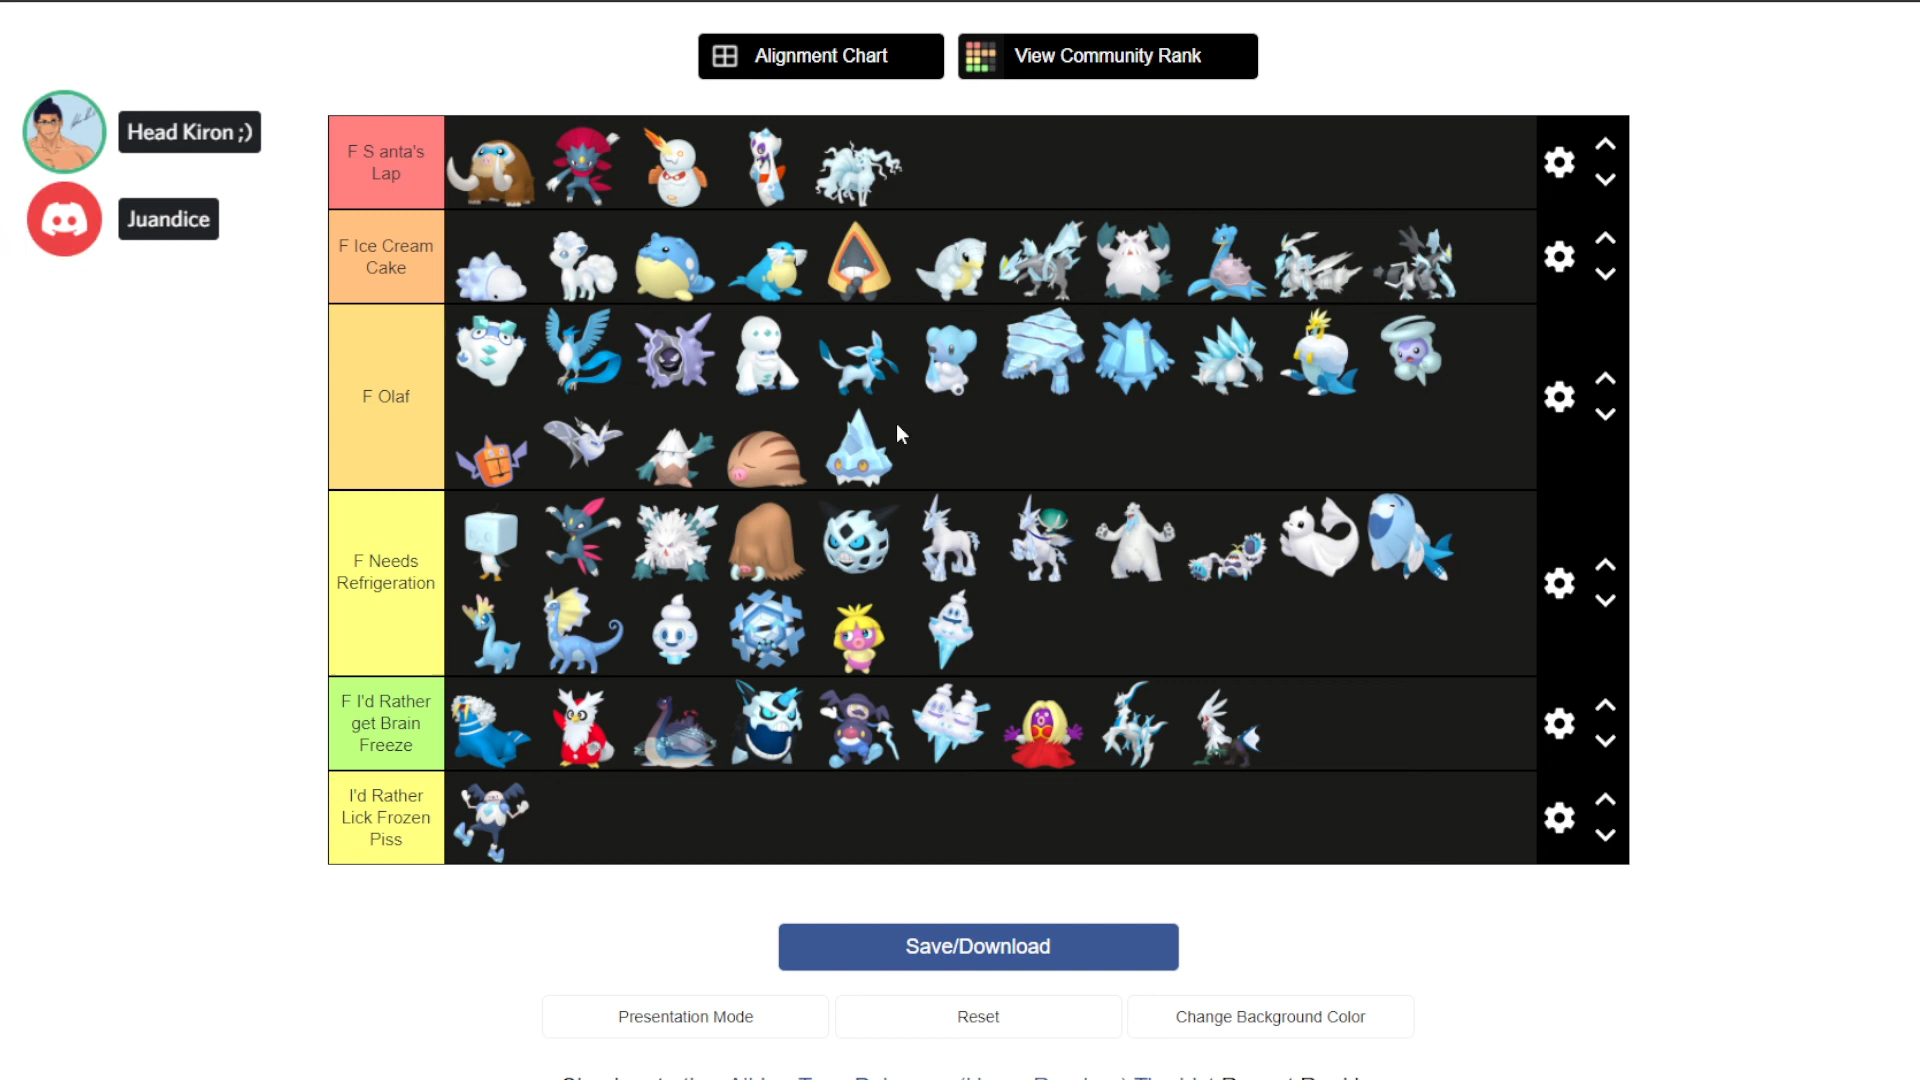 Alignment Chart
View Community Rank
Head Kiron ;)
Juandice
F S anta's
Lap
F Ice Cream
Cake
F Olaf
F Needs
Refrigeration
F I'd Rather
get Brain
Freeze
I'd Rather
Lick Frozen
Piss
Save/Download
Presentation Mode
Reset
Change Background Color